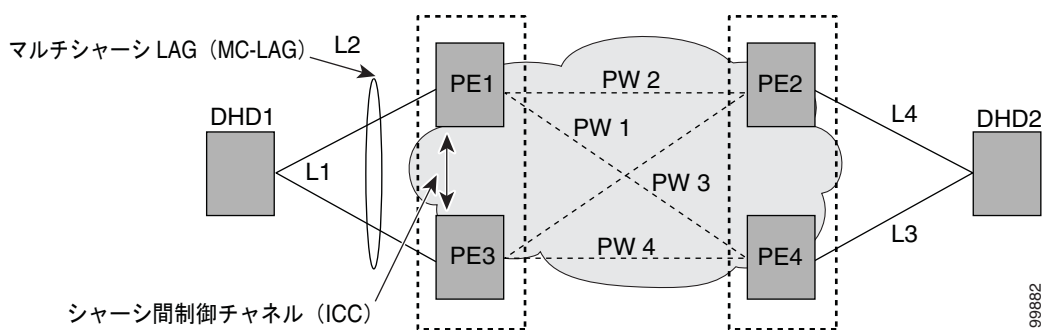 マルチシャーシ LAG（MC-LAG）
L2
DHD1
L1
PE1
PW 2
PE2
PW 1
PW 3
L4
DHD2
PE3
PW 4
PE4
L3
シャーシ間制御チャネル（ICC）
99882